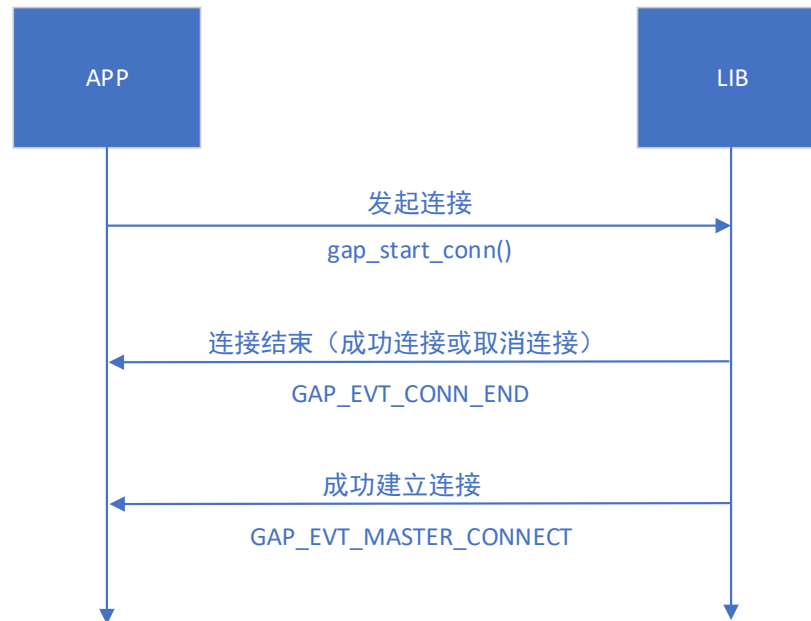 APP
LIB
发起连接
gap_start_conn()
连接结束（成功连接或取消连接）
GAP_EVT_CONN_END
成功建立连接
GAP_EVT_MASTER_CONNECT